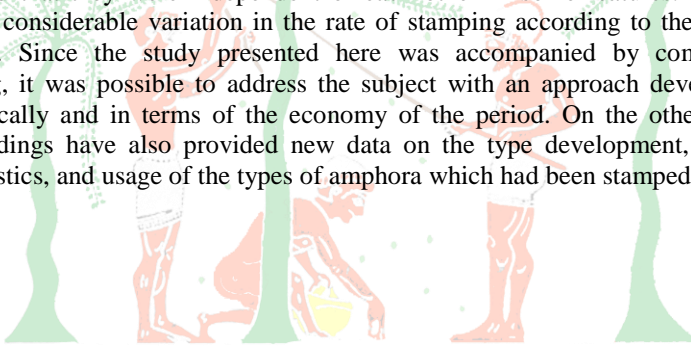 considerable variation in the rate of stamping according to the
Since the study presented here was accompanied by com
it was possible to address the subject with an approach deve
cally and in terms of the economy of the period. On the othe
dings have also provided new data on the type development,
stics, and usage of the types of amphora which had been stamped